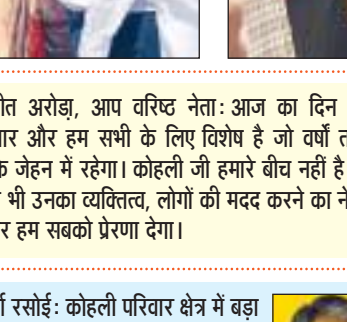 अरोड़ा, आप वरिष्ठ नेता: आज का दिन
और हम सभी के लिए विशेष है जो वर्षों
जेहन में रहेगा। कोहली जी हमारे बीच नहीं है
भी उनका व्यक्तित्व, लोगों की मदद करने का
हम सबको प्रेरणा देगा।
रसोई: कोहली परिवार क्षेत्र में बड़ा